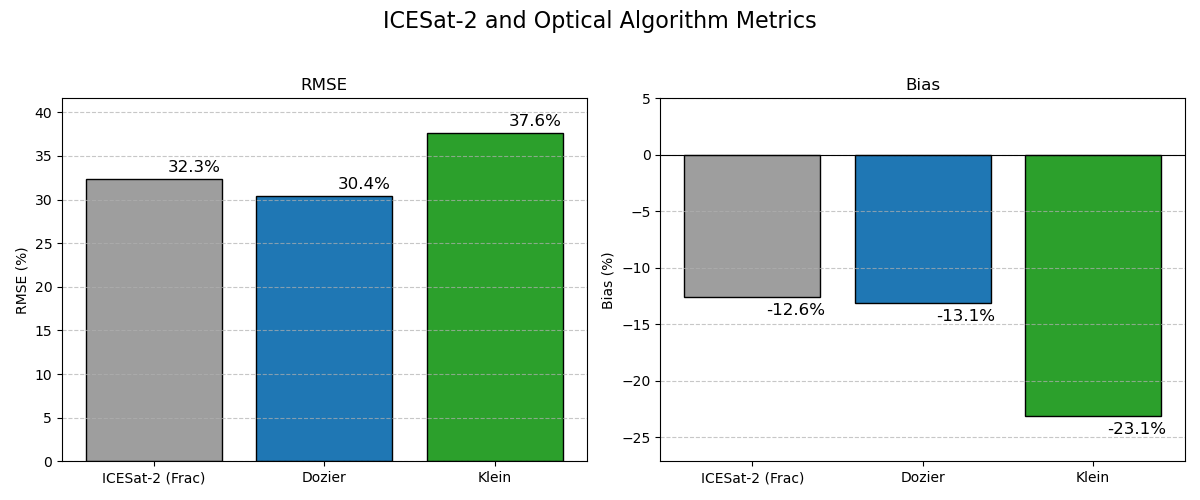 ICESat-2 and Optical Algorithm Metrics
RMSE
RMSE (%)
40
35
30
25
20
15
10
5
0
32.3%
30.4%
37.6%
ICESat-2 (Frac)
Dozier
Klein
Bias
Bias (%)
5
0
−5
−10
−15
−20
−25
-12.6%
-13.1%
-23.1%
ICESat-2 (Frac)
Dozier
Klein